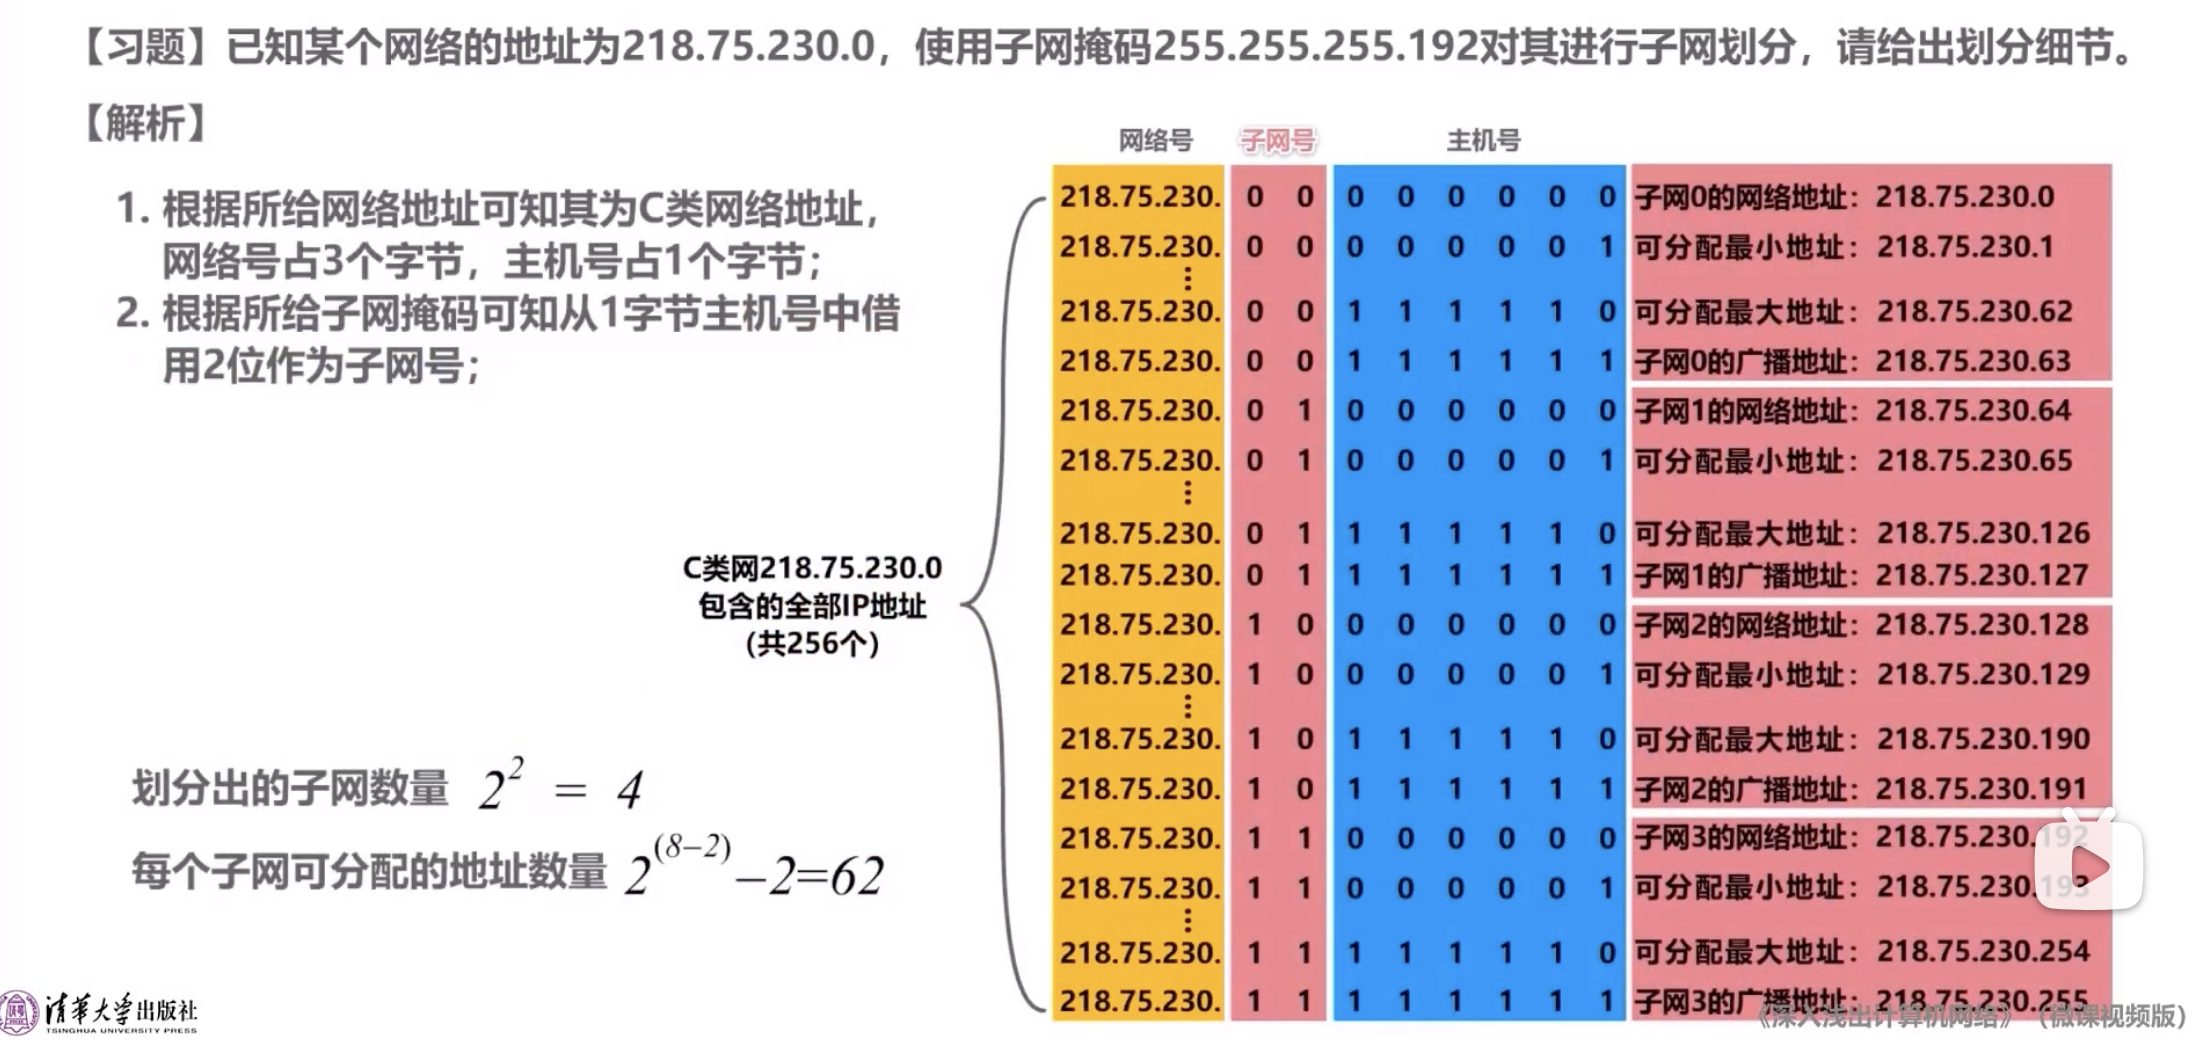 【习题】已知某个网络的地址为218.75.230.0，使用子网掩码255.255.255.192对其进行子网划分，请给出划分细节。
【解析】
1. 根据所给网络地址可知其为C类网络地址，
网络号占3个字节，主机号占1个字节；
2. 根据所给子网掩码可知从1字节主机号中借
用2位作为子网号；
C类网218.75.230.0
包含的全部IP地址
（共256个）
划分出的子网数量 2^2 = 4
每个子网可分配的地址数量 2^(8-2) -2=62
网络号 子网号 主机号
218.75.230. 0 0 0 0 0 0 0 0 子网0的网络地址：218.75.230.0
218.75.230. 0 0 0 0 0 0 0 1 可分配最小地址：218.75.230.1
⋮
218.75.230. 0 0 1 1 1 1 1 0 可分配最大地址：218.75.230.62
218.75.230. 0 0 1 1 1 1 1 1 子网0的广播地址：218.75.230.63
218.75.230. 0 1 0 0 0 0 0 0 子网1的网络地址：218.75.230.64
218.75.230. 0 1 0 0 0 0 0 1 可分配最小地址：218.75.230.65
⋮
218.75.230. 0 1 1 1 1 1 1 0 可分配最大地址：218.75.230.126
218.75.230. 0 1 1 1 1 1 1 1 子网1的广播地址：218.75.230.127
218.75.230. 1 0 0 0 0 0 0 0 子网2的网络地址：218.75.230.128
218.75.230. 1 0 0 0 0 0 0 1 可分配最小地址：218.75.230.129
⋮
218.75.230. 1 0 1 1 1 1 1 0 可分配最大地址：218.75.230.190
218.75.230. 1 0 1 1 1 1 1 1 子网2的广播地址：218.75.230.191
218.75.230. 1 1 0 0 0 0 0 0 子网3的网络地址：218.75.230.192
218.75.230. 1 1 0 0 0 0 0 1 可分配最小地址：218.75.230.193
⋮
218.75.230. 1 1 1 1 1 1 1 0 可分配最大地址：218.75.230.254
218.75.230. 1 1 1 1 1 1 1 1 子网3的广播地址：218.75.230.255
清华大学出版社
TSINGHUA UNIVERSITY PRESS
《深入浅出计算机网络》（微课视频版）